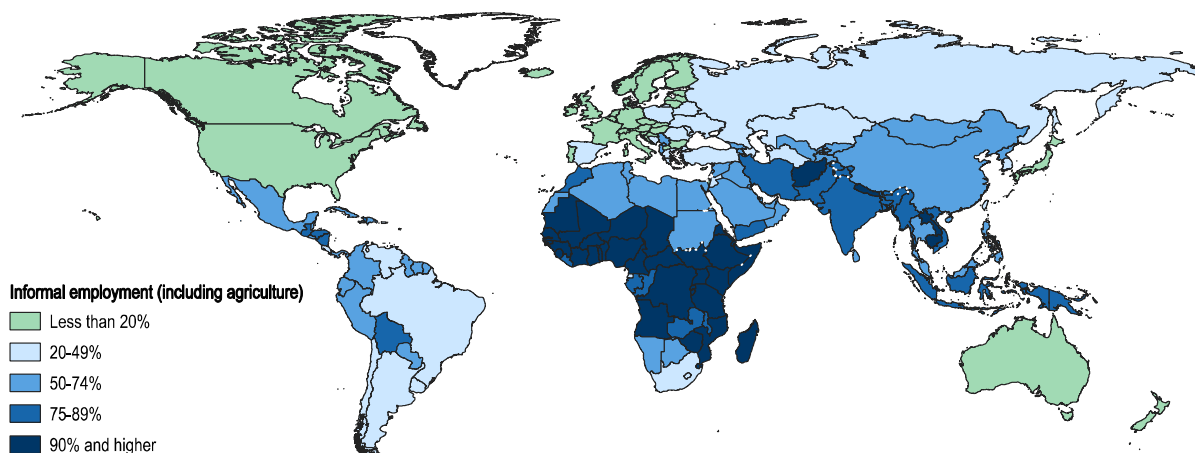 Informal employment (including agriculture)
Less than 20%
20-49%
50-74%
75-89%
90% and higher